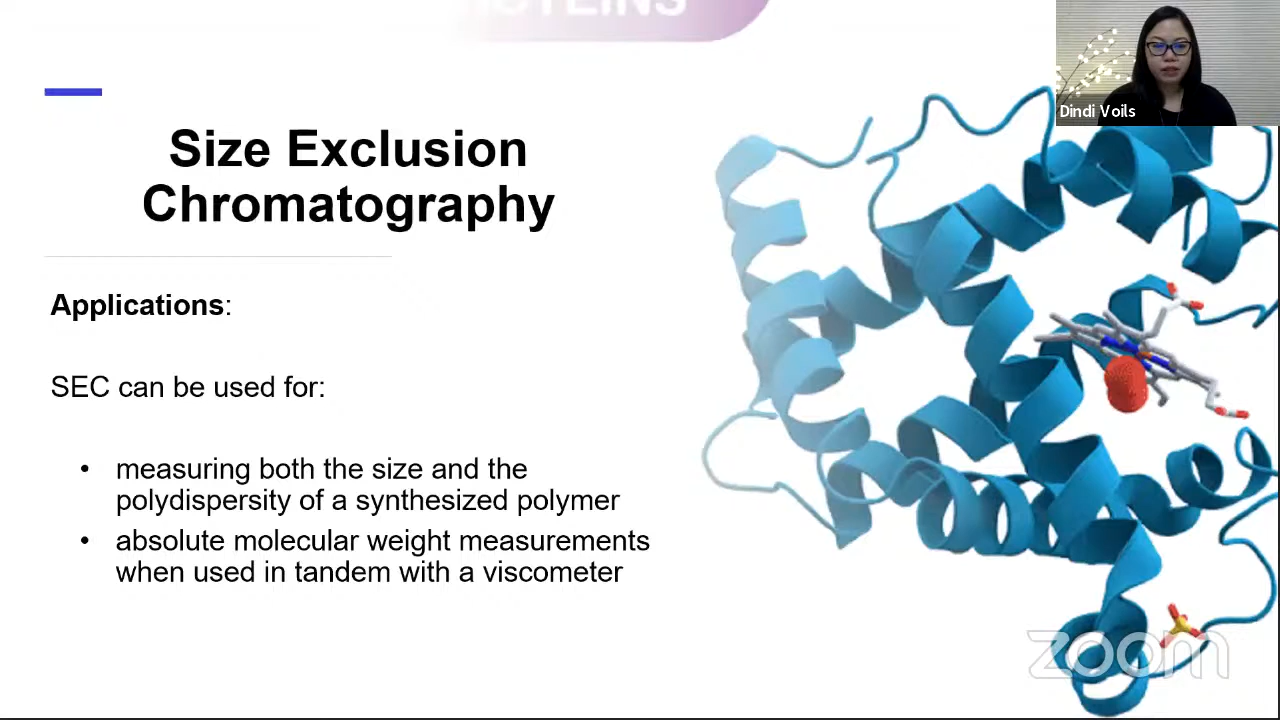 Dindi Voils
Size Exclusion
Chromatography
Applications:
SEC can be used for:
• measuring both the size and the
polydispersity of a synthesized polymer
• absolute molecular weight measurements
when used in tandem with a viscometer
zoom